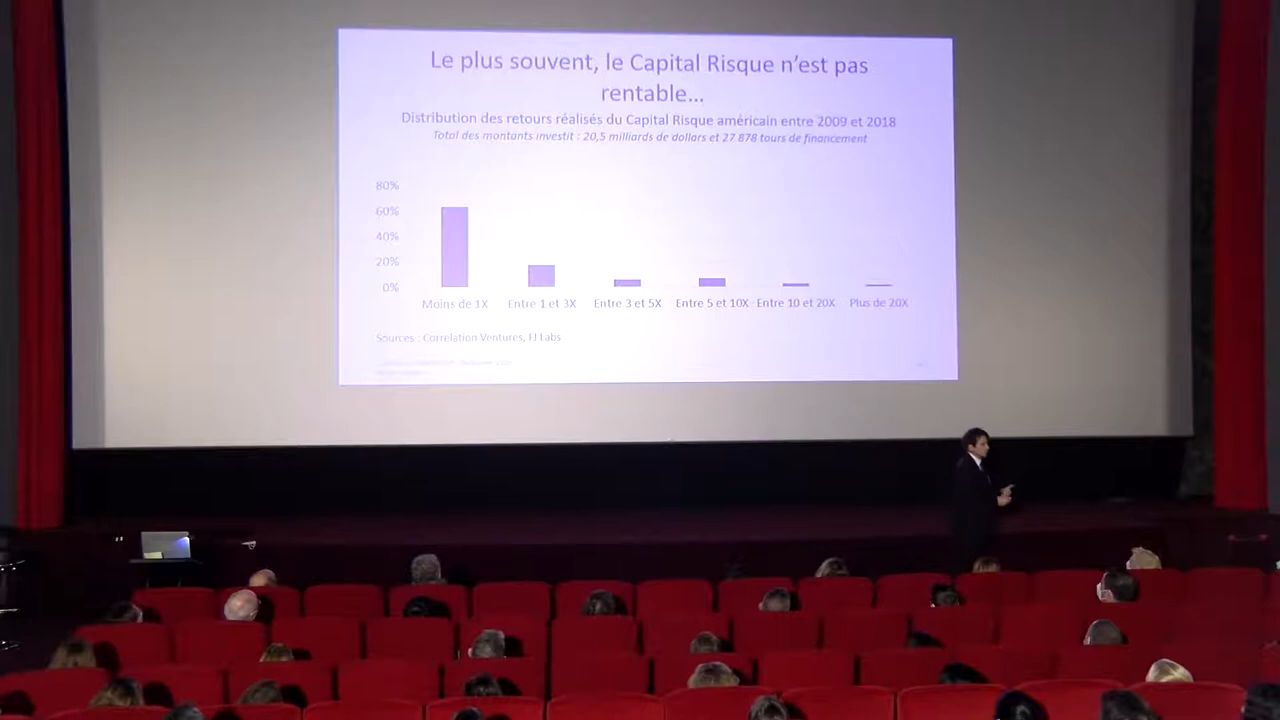 Le plus souvent, le Capital Risque n'est pas
rentable...
Distribution des retours réalisés du Capital Risque américain entre 2009 et 2018
Total des montants investit : 20,5 milliards de dollars et 27 878 tours de financement
80%
60%
40%
20%
0%
Moins de 1X Entre 1 et 3X Entre 3 et 5X Entre 5 et 10X Entre 10 et 20X Plus de 20X
Sources : Correlation Ventures, FJ Labs